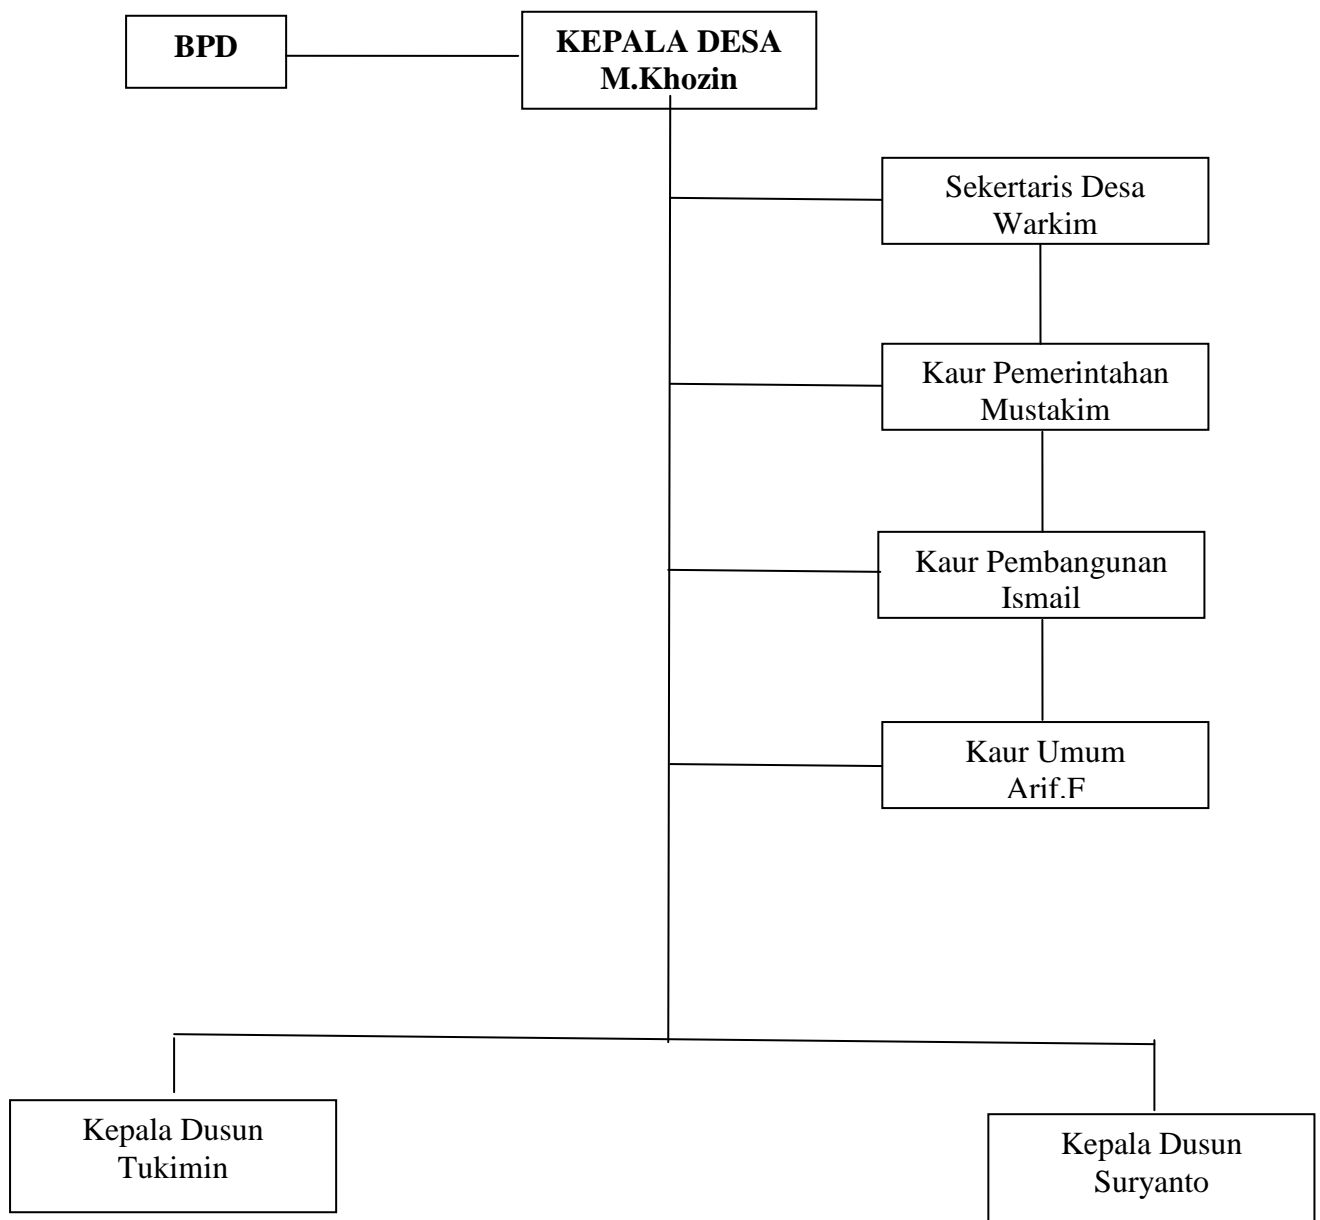 BPD
KEPALA DESA
M.Khozin
Sekertaris Desa
Warkim
Kaur Pemerintahan
Mustakim
Kaur Pembangunan
Ismail
Kaur Umum
Arif.F
Kepala Dusun
Tukimin
Kepala Dusun
Suryanto